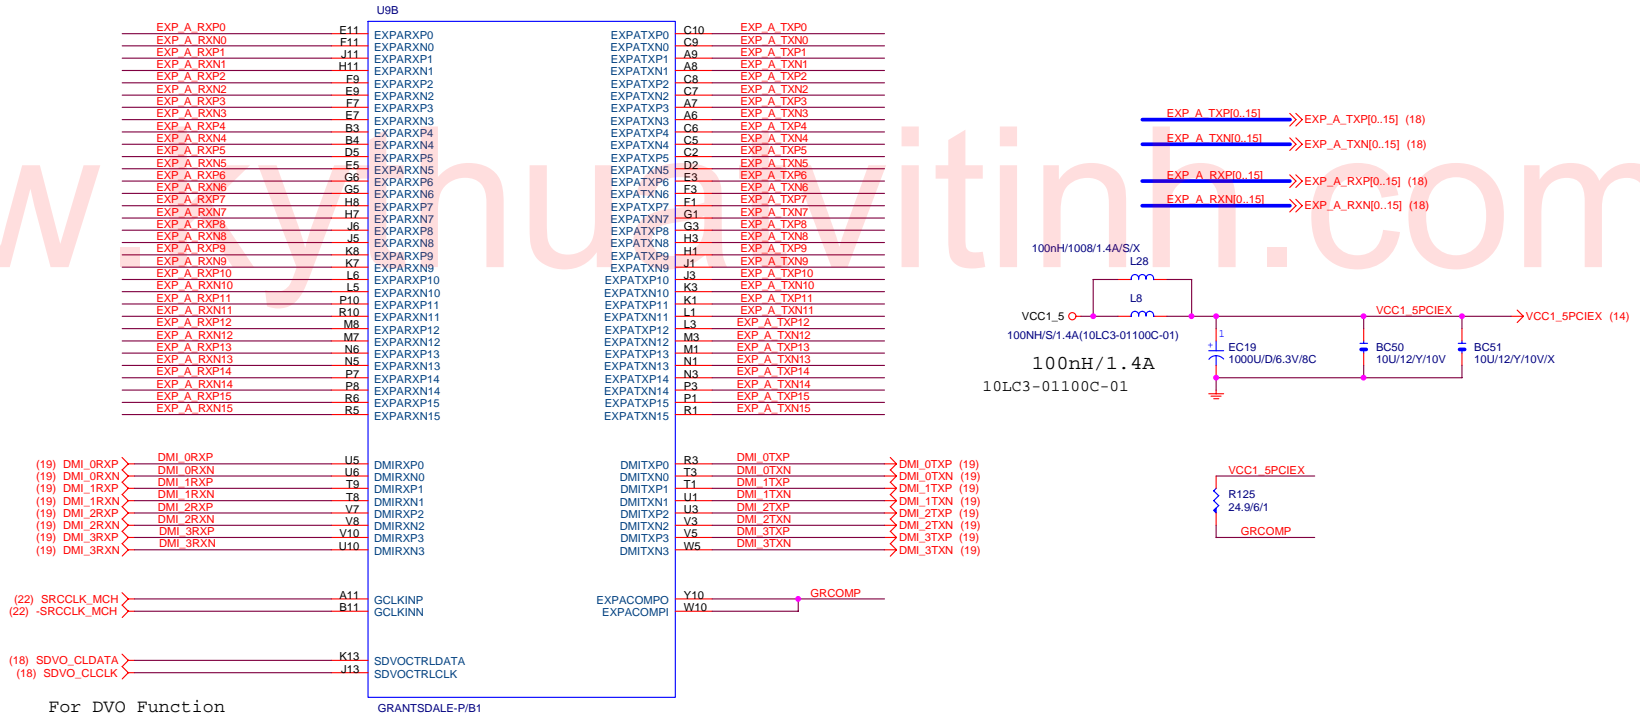 U9B
EXP_A_RXP0 E11 EXPARXP0 EXPATXP0 C10 EXP_A_TXP0
EXP_A_RXN0 F11 EXPARXN0 EXPATXN0 C9 EXP_A_TXN0
EXP_A_RXP1 J11 EXPARXP1 EXPATXP1 A9 EXP_A_TXP1
EXP_A_RXN1 H11 EXPARXN1 EXPATXN1 A8 EXP_A_TXN1
EXP_A_RXP2 F9 EXPARXP2 EXPATXP2 C8 EXP_A_TXP2
EXP_A_RXN2 E9 EXPARXN2 EXPATXN2 C7 EXP_A_TXN2
EXP_A_RXP3 F7 EXPARXP3 EXPATXP3 A7 EXP_A_TXP3
EXP_A_RXN3 E7 EXPARXN3 EXPATXN3 A6 EXP_A_TXN3
EXP_A_RXP4 B3 EXPARXP4 EXPATXP4 C6 EXP_A_TXP4
EXP_A_RXN4 B4 EXPARXN4 EXPATXN4 C5 EXP_A_TXN4
EXP_A_RXP5 D5 EXPARXP5 EXPATXP5 C2 EXP_A_TXP5
EXP_A_RXN5 E5 EXPARXN5 EXPATXN5 D2 EXP_A_TXN5
EXP_A_RXP6 G6 EXPARXP6 EXPATXP6 E3 EXP_A_TXP6
EXP_A_RXN6 G5 EXPARXN6 EXPATXN6 F3 EXP_A_TXN6
EXP_A_RXP7 H8 EXPARXP7 EXPATXP7 F1 EXP_A_TXP7
EXP_A_RXN7 H7 EXPARXN7 EXPATXN7 G1 EXP_A_TXN7
EXP_A_RXP8 J6 EXPARXP8 EXPATXP8 G3 EXP_A_TXP8
EXP_A_RXN8 J5 EXPARXN8 EXPATXN8 H3 EXP_A_TXN8
EXP_A_RXP9 K8 EXPARXP9 EXPATXP9 H1 EXP_A_TXP9
EXP_A_RXN9 K7 EXPARXN9 EXPATXN9 J1 EXP_A_TXN9
EXP_A_RXP10 L6 EXPARXP10 EXPATXP10 J3 EXP_A_TXP10
EXP_A_RXN10 L5 EXPARXN10 EXPATXN10 K3 EXP_A_TXN10
EXP_A_RXP11 P10 EXPARXP11 EXPATXP11 K1 EXP_A_TXP11
EXP_A_RXN11 R10 EXPARXN11 EXPATXN11 L1 EXP_A_TXN11
EXP_A_RXP12 M8 EXPARXP12 EXPATXP12 L3 EXP_A_TXP12
EXP_A_RXN12 M7 EXPARXN12 EXPATXN12 M3 EXP_A_TXN12
EXP_A_RXP13 N6 EXPARXP13 EXPATXP13 M1 EXP_A_TXP13
EXP_A_RXN13 N5 EXPARXN13 EXPATXN13 N1 EXP_A_TXN13
EXP_A_RXP14 P7 EXPARXP14 EXPATXP14 N3 EXP_A_TXP14
EXP_A_RXN14 P8 EXPARXN14 EXPATXN14 P3 EXP_A_TXN14
EXP_A_RXP15 R6 EXPARXP15 EXPATXP15 P1 EXP_A_TXP15
EXP_A_RXN15 R5 EXPARXN15 EXPATXN15 R1 EXP_A_TXN15
(19) DMI_0RXP DMI_0RXP U5 DMIRXP0 DMITXP0 R3 DMI_0TXP DMI_0TXP (19)
(19) DMI_0RXN DMI_0RXN U6 DMIRXN0 DMITXN0 T3 DMI_0TXN DMI_0TXN (19)
(19) DMI_1RXP DMI_1RXP T9 DMIRXP1 DMITXP1 T1 DMI_1TXP DMI_1TXP (19)
(19) DMI_1RXN DMI_1RXN T8 DMIRXN1 DMITXN1 U1 DMI_1TXN DMI_1TXN (19)
(19) DMI_2RXP DMI_2RXP V7 DMIRXP2 DMITXP2 U3 DMI_2TXP DMI_2TXP (19)
(19) DMI_2RXN DMI_2RXN V8 DMIRXN2 DMITXN2 V3 DMI_2TXN DMI_2TXN (19)
(19) DMI_3RXP DMI_3RXP V10 DMIRXP3 DMITXP3 V5 DMI_3TXP DMI_3TXP (19)
(19) DMI_3RXN DMI_3RXN U10 DMIRXN3 DMITXN3 W5 DMI_3TXN DMI_3TXN (19)
(22) SRCCLK_MCH A11 GCLKINP EXPACOMPO Y10 GRCOMP
(22) -SRCCLK_MCH B11 GCLKINN EXPACOMPI W10
(18) SDVO_CLDATA K13 SDVOCTRLDATA
(18) SDVO_CLCLK J13 SDVOCTRLCLK
For DVO Function
GRANTSDALE-P/B1
EXP_A_TXP[0..15] EXP_A_TXP[0..15] (18)
EXP_A_TXN[0..15] EXP_A_TXN[0..15] (18)
EXP_A_RXP[0..15] EXP_A_RXP[0..15] (18)
EXP_A_RXN[0..15] EXP_A_RXN[0..15] (18)
100nH/1008/1.4A/S/X
L28
L8
VCC1_5 VCC1_5PCIEX VCC1_5PCIEX (14)
100NH/S/1.4A(10LC3-01100C-01)
100nH/1.4A
10LC3-01100C-01
1
+
EC19
1000U/D/6.3V/8C
BC50
10U/12/Y/10V
BC51
10U/12/Y/10V/X
VCC1_5PCIEX
R125
24.9/6/1
GRCOMP
w.kythuatvitinh.com